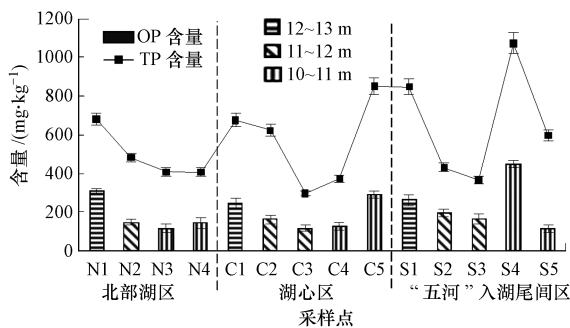 1200
1000
800
600
400
200
0
含量/(mg·kg⁻¹)
OP 含量
TP 含量
12~13 m
11~12 m
10~11 m
N1 N2 N3 N4 C1 C2 C3 C4 C5 S1 S2 S3 S4 S5
北部湖区 湖心区 “五河”入湖尾闾区
采样点